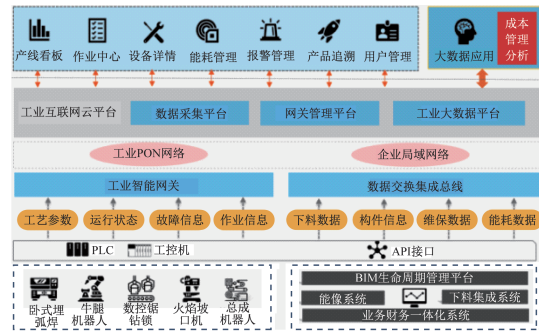 产线看板 作业中心 设备详情 能耗管理 报警管理 产品追溯 用户管理 大数据应用
成本
管理
分析
工业互联网云平台 数据采集平台 网关管理平台 工业大数据平台
工业PON网络 企业局域网络
工业智能网关 数据交换集成总线
工艺参数 运行状态 故障信息 作业信息 下料数据 构件信息 维保数据 能耗数据
PLC 工控机 API接口
卧式埋
弧焊
牛腿
机器人
数控锯
钻锁
火焰坡
口机
总成
机器人
BIM生命周期管理平台
能像系统 下料集成系统
业务财务一体化系统